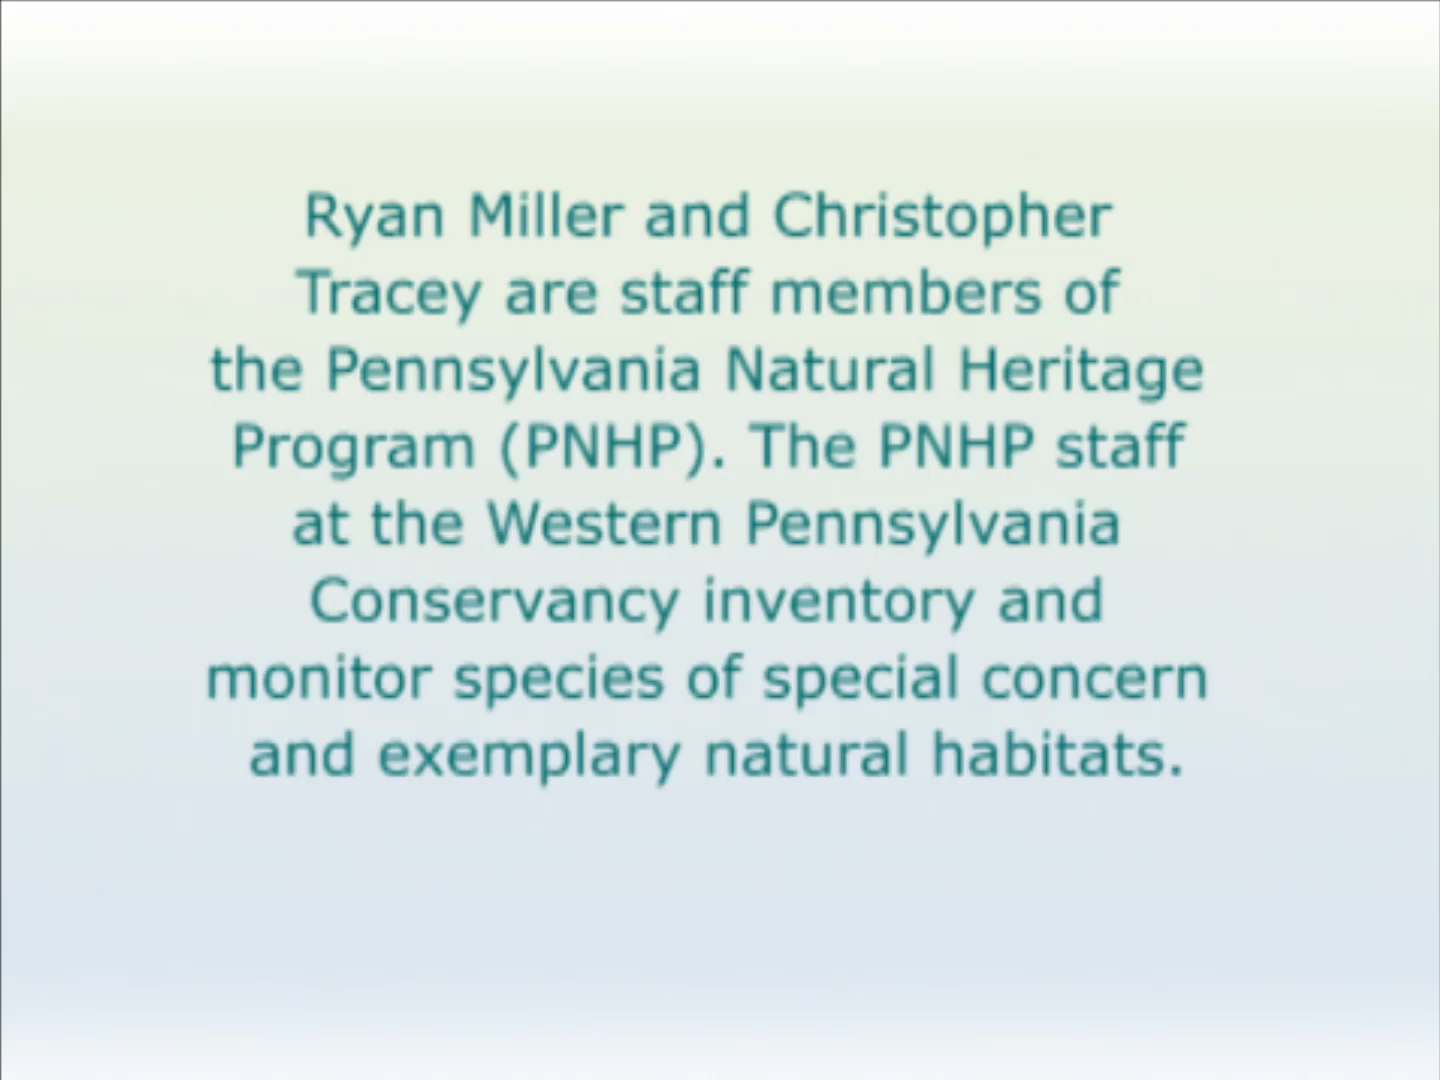 Ryan Miller and Christopher
Tracey are staff members of
the Pennsylvania Natural Heritage
Program (PNHP). The PNHP staff
at the Western Pennsylvania
Conservancy inventory and
monitor species of special concern
and exemplary natural habitats.